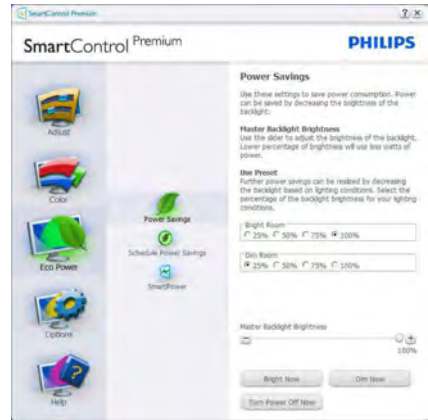 SmartControl Premium
? X
SmartControl Premium
PHILIPS
Adjust
Color
Eco Power
Options
Help
Power Savings
Schedule Power Savings
SmartPower
Power Savings
Use these settings to save power consumption. Power
can be saved by decreasing the brightness of the
backlight.
Master Backlight Brightness
Use the slider to adjust the brightness of the backlight.
Lower percentage of brightness will use less watts of
power.
Use Preset
Further power savings can be realized by decreasing
the backlight based on lighting conditions. Select the
percentage of the backlight brightness for your lighting
conditions.
Bright Room
25% 50% 75% 100%
Dim Room
25% 50% 75% 100%
Master Backlight Brightness
100%
Bright Now Dim Now
Turn Power Off Now